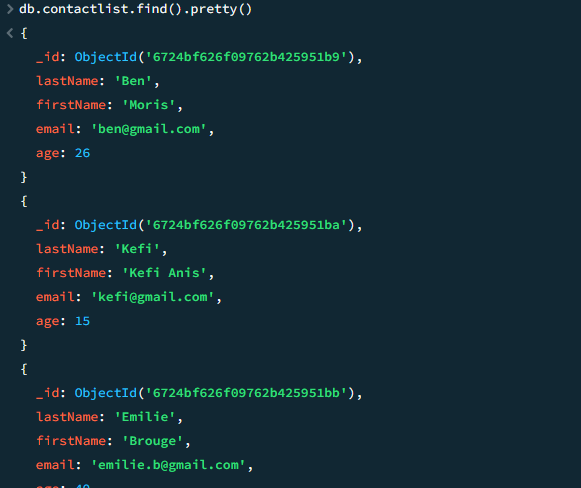 > db.contactlist.find().pretty()
< {
_id: ObjectId('6724bf626f09762b425951b9'),
lastName: 'Ben',
firstName: 'Moris',
email: 'ben@gmail.com',
age: 26
}
{
_id: ObjectId('6724bf626f09762b425951ba'),
lastName: 'Kefi',
firstName: 'Kefi Anis',
email: 'kefi@gmail.com',
age: 15
}
{
_id: ObjectId('6724bf626f09762b425951bb'),
lastName: 'Emilie',
firstName: 'Brouge',
email: 'emilie.b@gmail.com',